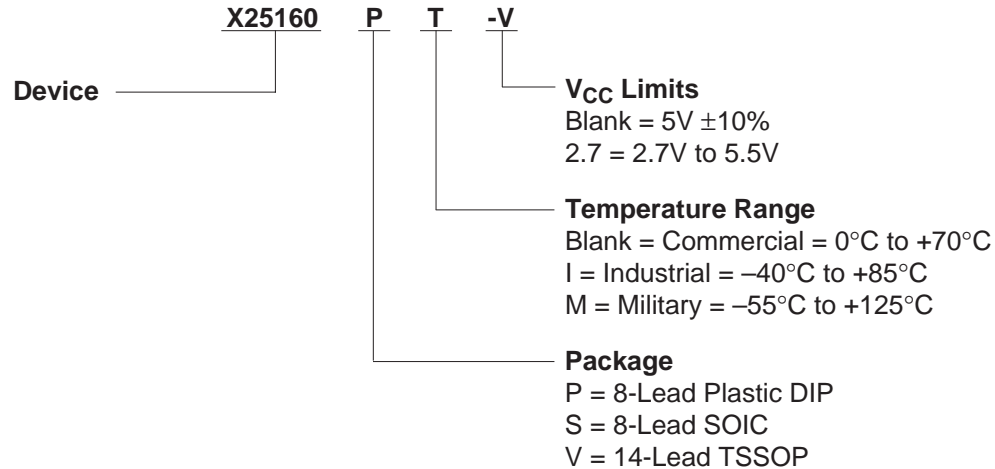 X25160 P T -V
Device
VCC Limits
Blank = 5V ±10%
2.7 = 2.7V to 5.5V
Temperature Range
Blank = Commercial = 0°C to +70°C
I = Industrial = –40°C to +85°C
M = Military = –55°C to +125°C
Package
P = 8-Lead Plastic DIP
S = 8-Lead SOIC
V = 14-Lead TSSOP